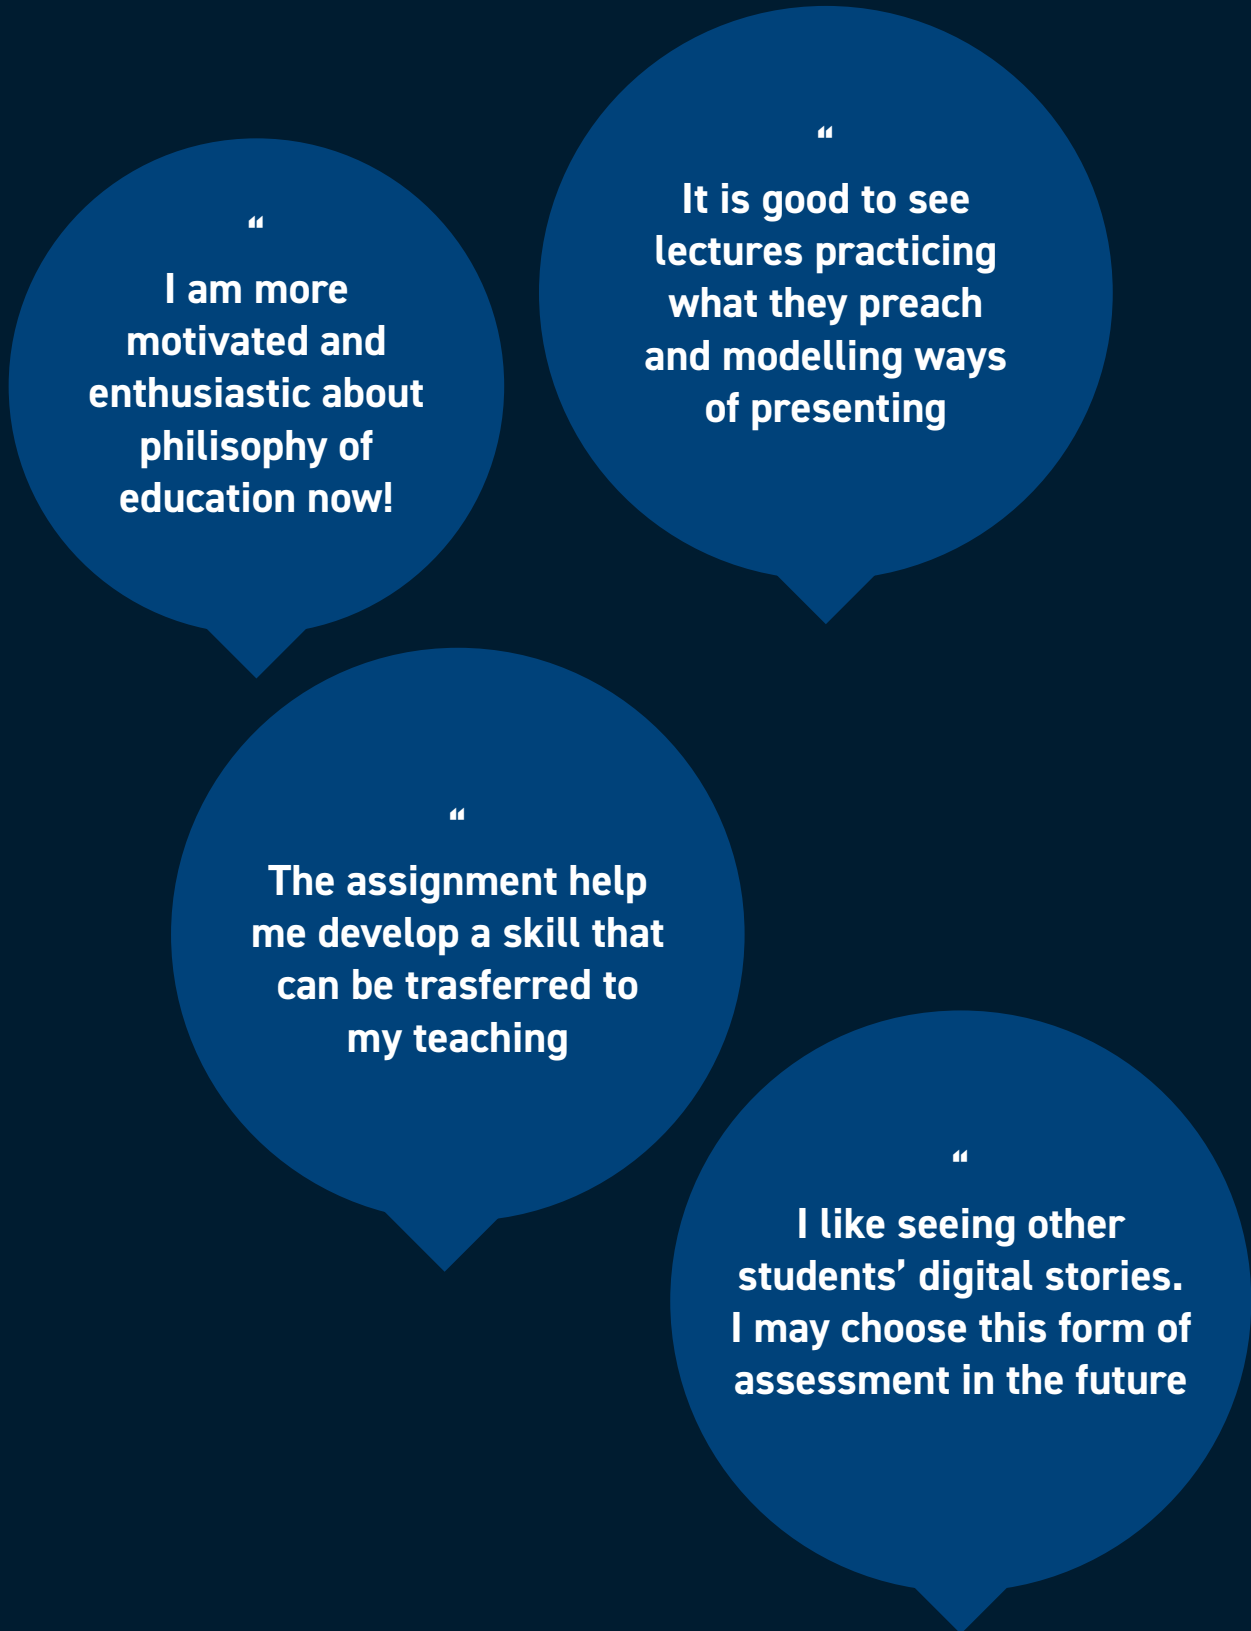 “
I am more
motivated and
enthusiastic about
philisophy of
education now!
“
It is good to see
lectures practicing
what they preach
and modelling ways
of presenting
“
The assignment help
me develop a skill that
can be trasferred to
my teaching
“
I like seeing other
students’ digital stories.
I may choose this form of
assessment in the future